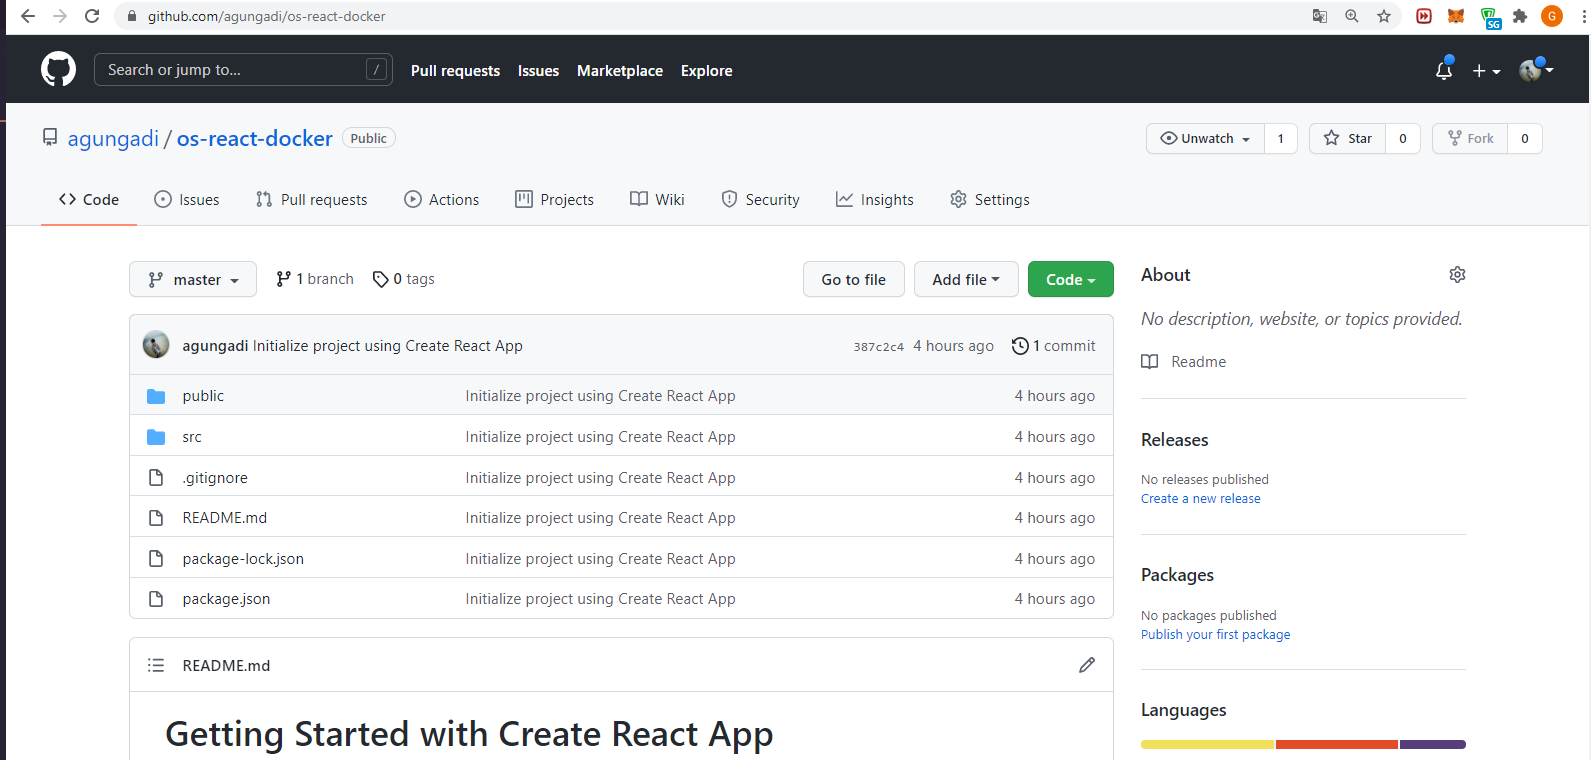 github.com/agungadi/os-react-docker
SG
G
Search or jump to... / Pull requests Issues Marketplace Explore
agungadi / os-react-docker Public Unwatch 1 Star 0 Fork 0
Code Issues Pull requests Actions Projects Wiki Security Insights Settings
master 1 branch 0 tags Go to file Add file Code
agungadi Initialize project using Create React App 387c2c4 4 hours ago 1 commit
public Initialize project using Create React App 4 hours ago
src Initialize project using Create React App 4 hours ago
.gitignore Initialize project using Create React App 4 hours ago
README.md Initialize project using Create React App 4 hours ago
package-lock.json Initialize project using Create React App 4 hours ago
package.json Initialize project using Create React App 4 hours ago
README.md
Getting Started with Create React App
About
No description, website, or topics provided.
Readme
Releases
No releases published
Create a new release
Packages
No packages published
Publish your first package
Languages